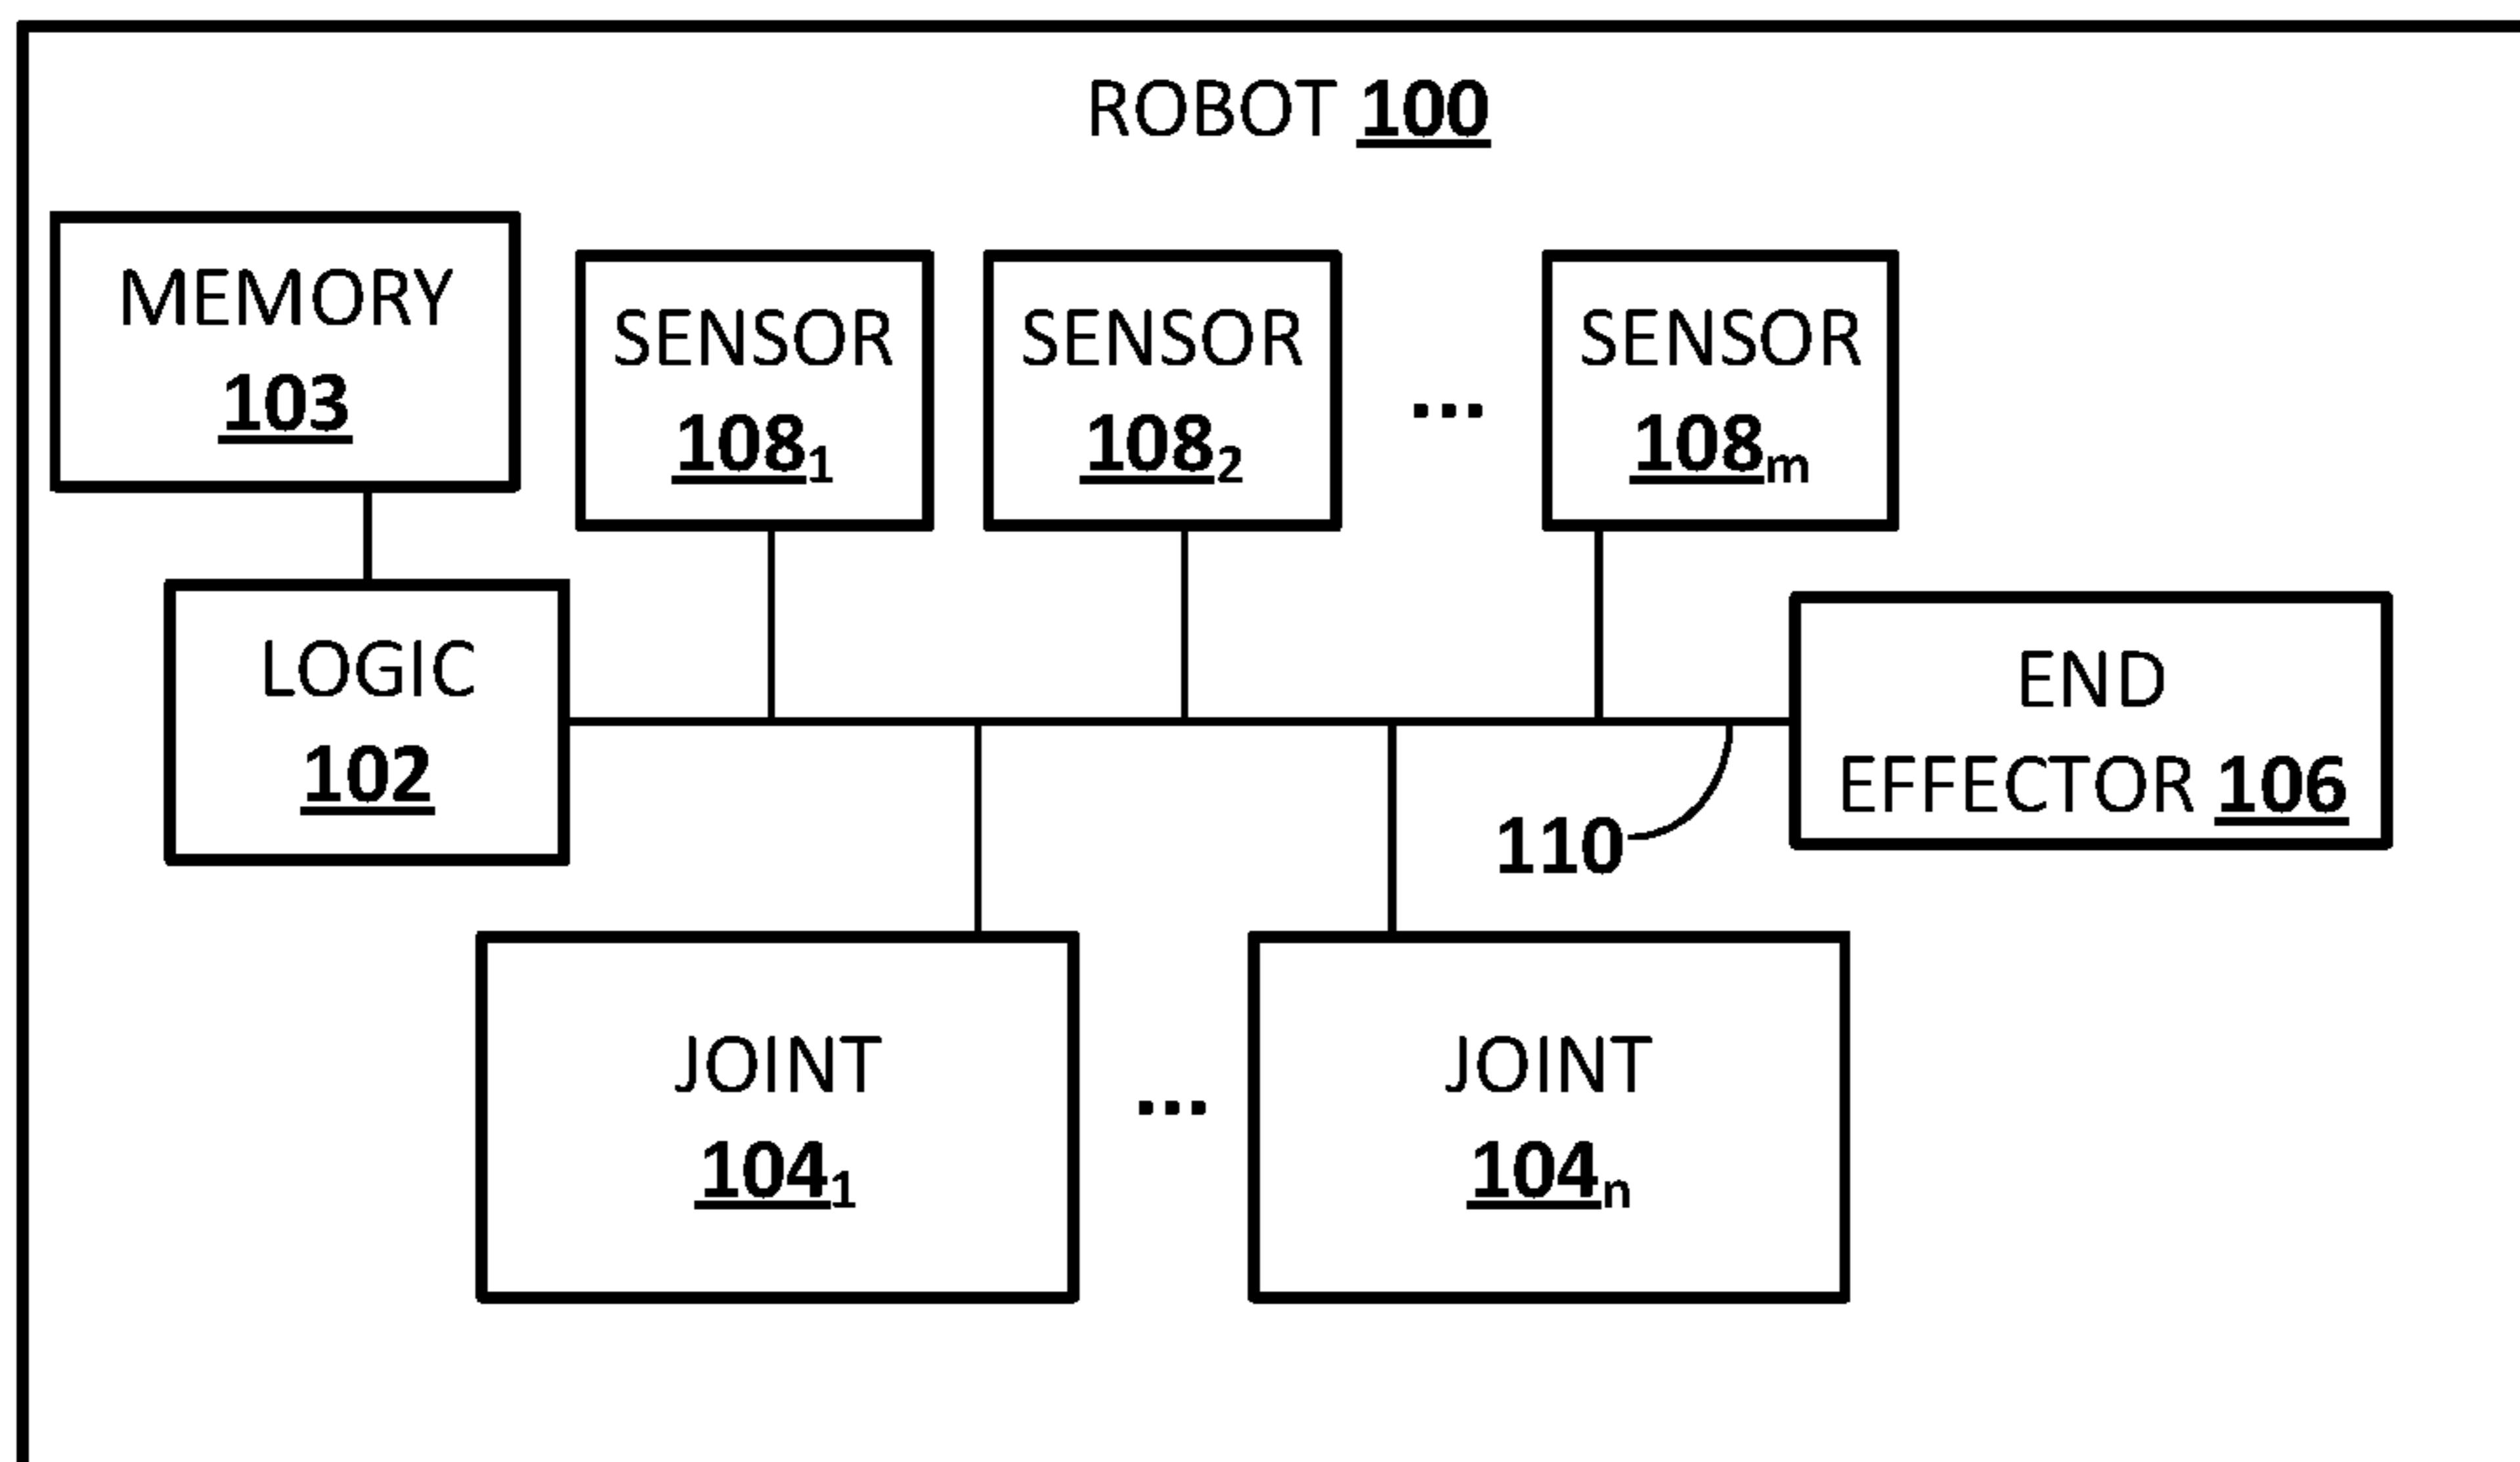 ROBOT 100
MEMORY
103
SENSOR
108₁
SENSOR
108₂
...
SENSOR
108ₘ
LOGIC
102
END
EFFECTOR 106
110
JOINT
104₁
...
JOINT
104ₙ